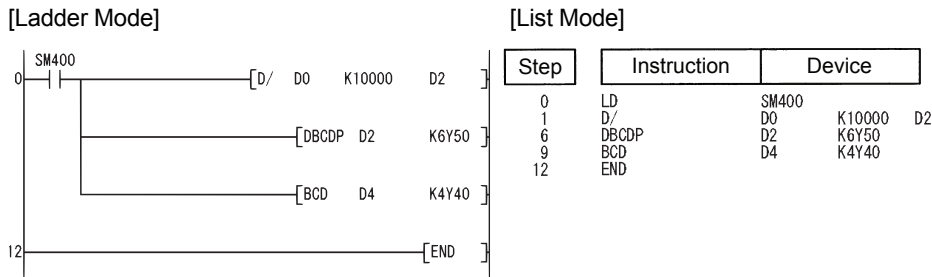 [Ladder Mode]
SM400
0
D/ D0 K10000 D2
DBCDP D2 K6Y50
BCD D4 K4Y40
12
END
[List Mode]
Step Instruction Device
0 LD SM400
1 D/ D0 K10000 D2
6 DBCDP D2 K6Y50
9 BCD D4 K4Y40
12 END